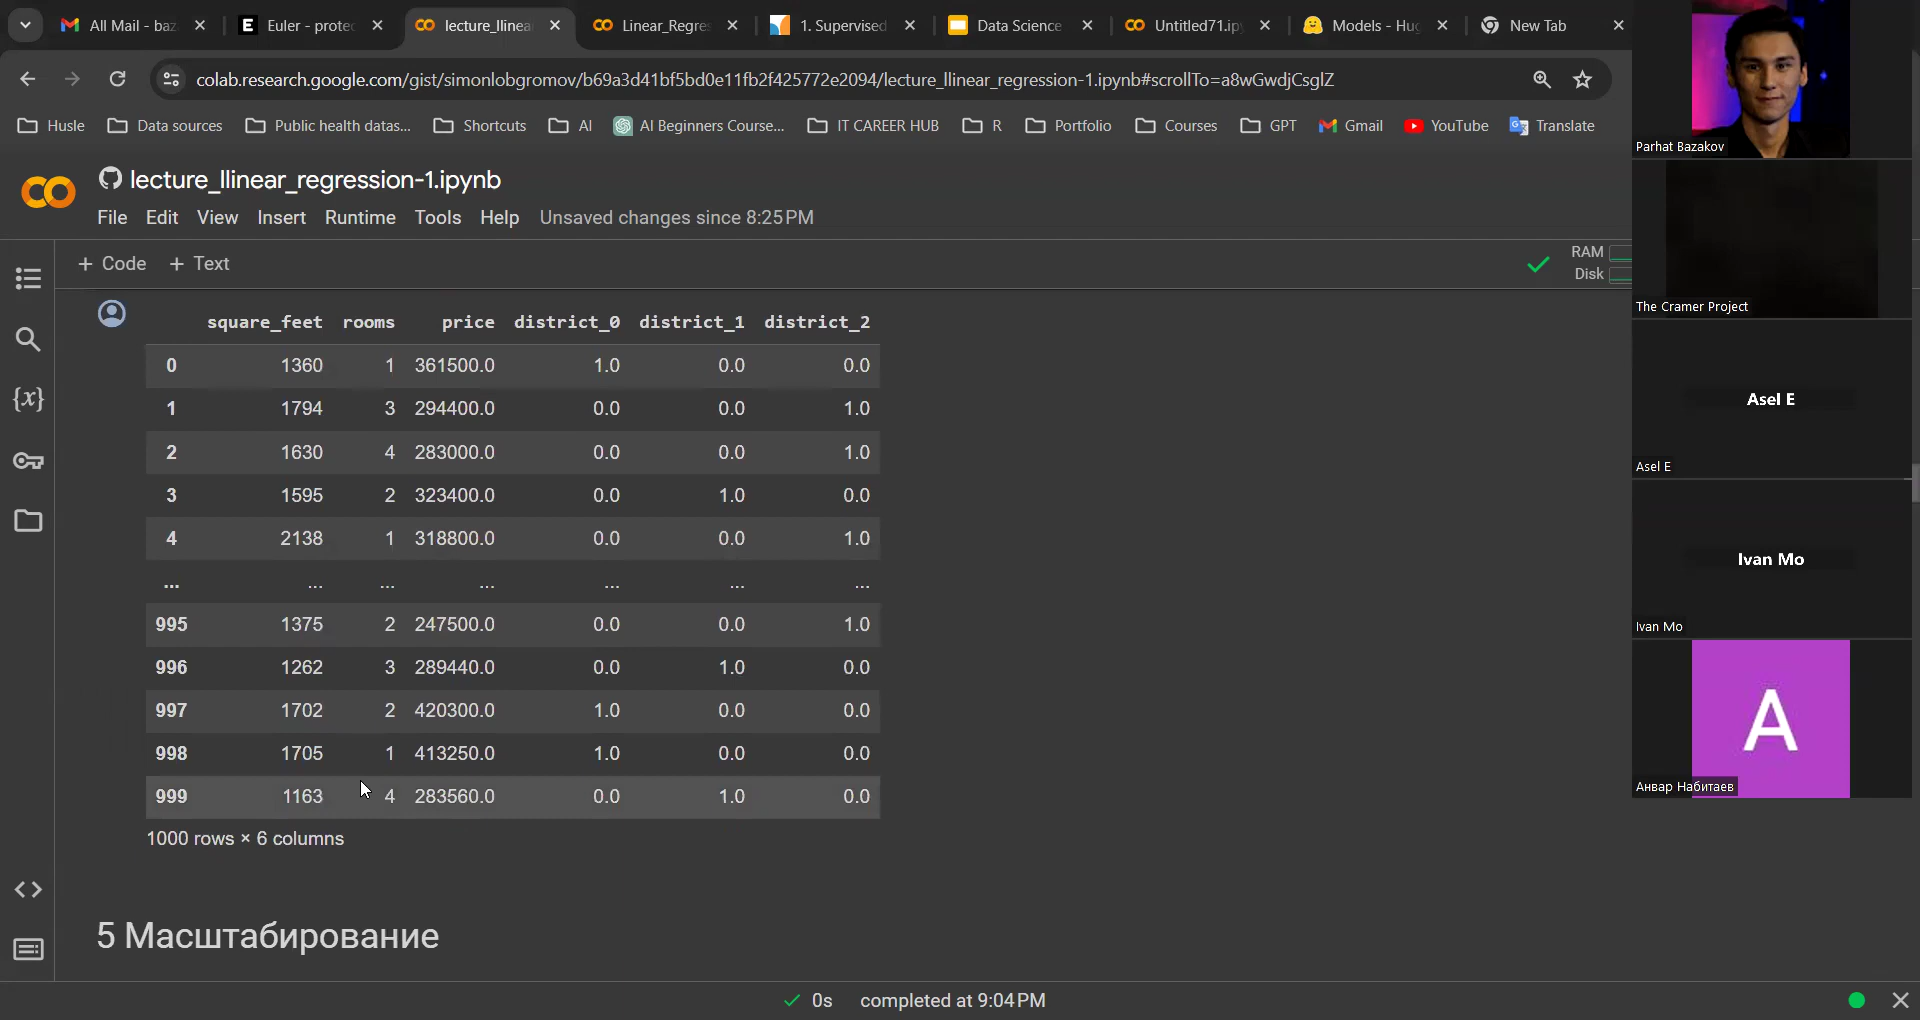 All Mail - baz
Euler - protec
lecture_llinea
Linear_Regres
1. Supervised
Data Science
Untitled71.ip
Models - Hug
New Tab
colab.research.google.com/gist/simonlobgromov/b69a3d41bf5bd0e11fb2f425772e2094/lecture_llinear_regression-1.ipynb#scrollTo=a8wGwdjCsglZ
Husle
Data sources
Public health datas...
Shortcuts
AI
AI Beginners Course...
IT CAREER HUB
R
Portfolio
Courses
GPT
Gmail
YouTube
Translate
Parhat Bazakov
lecture_llinear_regression-1.ipynb
File Edit View Insert Runtime Tools Help Unsaved changes since 8:25 PM
+ Code + Text
RAM
Disk
square_feet rooms price district_0 district_1 district_2
0 1360 1 361500.0 1.0 0.0 0.0
1 1794 3 294400.0 0.0 0.0 1.0
2 1630 4 283000.0 0.0 0.0 1.0
3 1595 2 323400.0 0.0 1.0 0.0
4 2138 1 318800.0 0.0 0.0 1.0
... ... ... ... ... ... ...
995 1375 2 247500.0 0.0 0.0 1.0
996 1262 3 289440.0 0.0 1.0 0.0
997 1702 2 420300.0 1.0 0.0 0.0
998 1705 1 413250.0 1.0 0.0 0.0
999 1163 4 283560.0 0.0 1.0 0.0
1000 rows × 6 columns
5 Масштабирование
0s completed at 9:04 PM
The Cramer Project
Asel E
Asel E
Ivan Mo
Ivan Mo
A
Анвар Набитаев